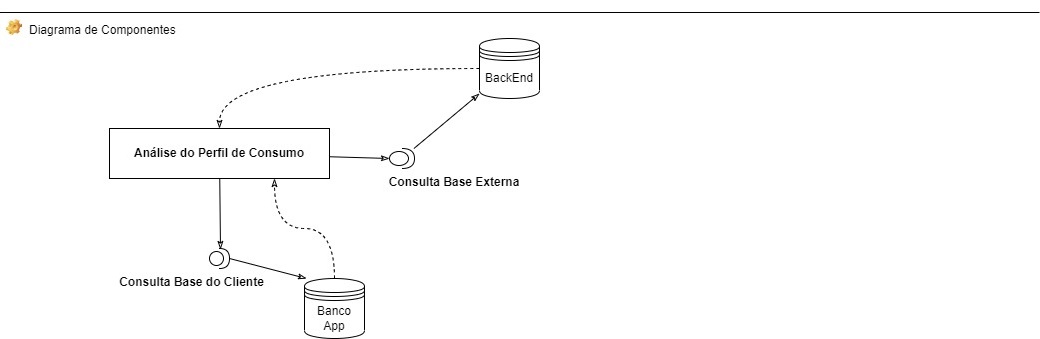 Diagrama de Componentes
BackEnd
Análise do Perfil de Consumo
Consulta Base Externa
Consulta Base do Cliente
Banco
App